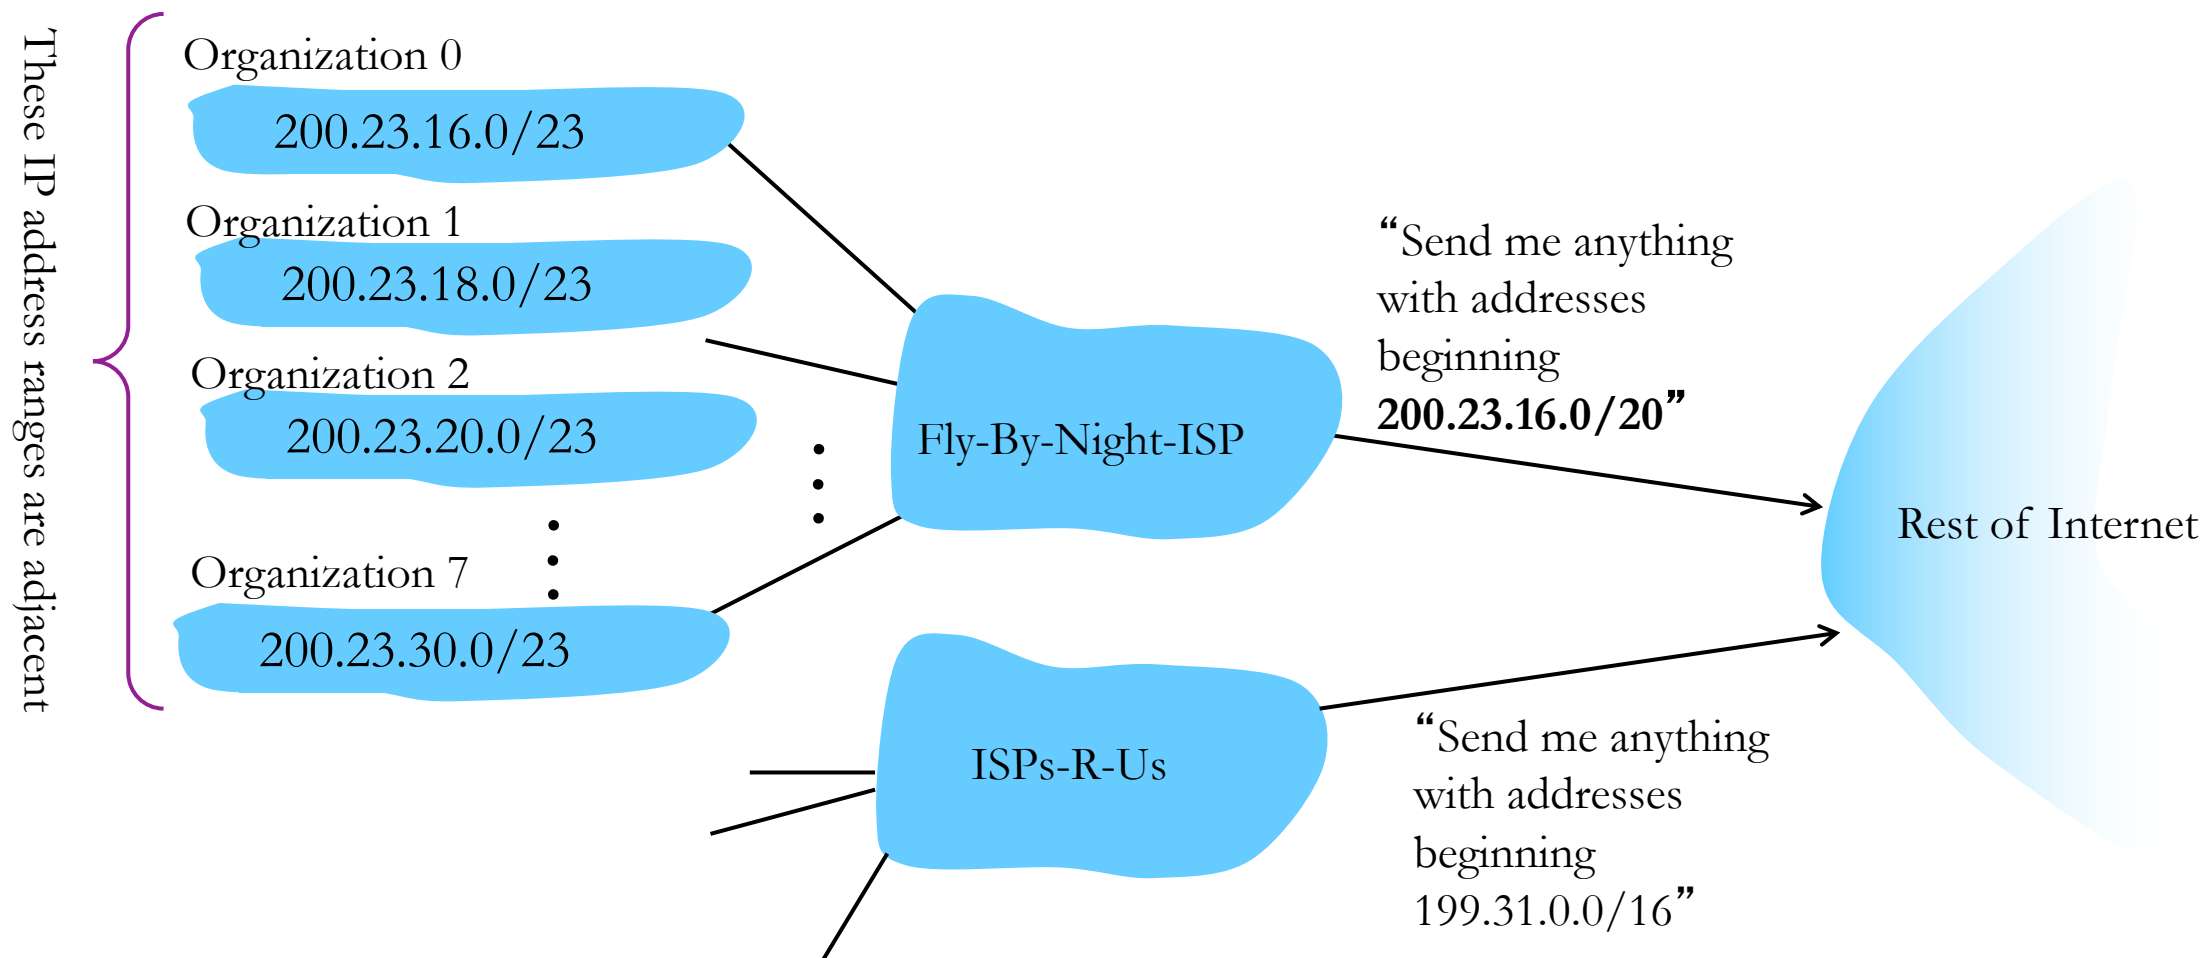 These IP address ranges are adjacent
Organization 0
200.23.16.0/23
Organization 1
200.23.18.0/23
Organization 2
200.23.20.0/23
Organization 7
200.23.30.0/23
Fly-By-Night-ISP
“Send me anything
with addresses
beginning
200.23.16.0/20”
Rest of Internet
ISPs-R-Us
“Send me anything
with addresses
beginning
199.31.0.0/16”